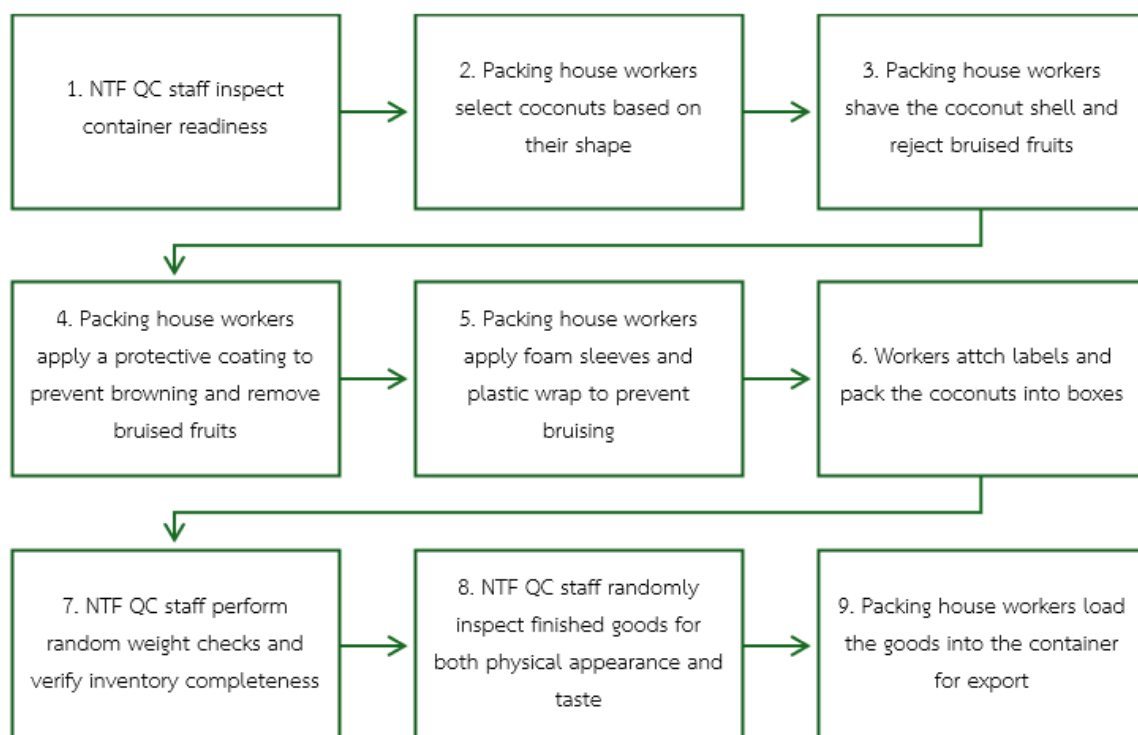 1. NTF QC staff inspect
container readiness
2. Packing house workers
select coconuts based on
their shape
3. Packing house workers
shave the coconut shell and
reject bruised fruits
4. Packing house workers
apply a protective coating to
prevent browning and remove
bruised fruits
5. Packing house workers
apply foam sleeves and
plastic wrap to prevent
bruising
6. Workers attch labels and
pack the coconuts into boxes
7. NTF QC staff perform
random weight checks and
verify inventory completeness
8. NTF QC staff randomly
inspect finished goods for
both physical appearance and
taste
9. Packing house workers load
the goods into the container
for export